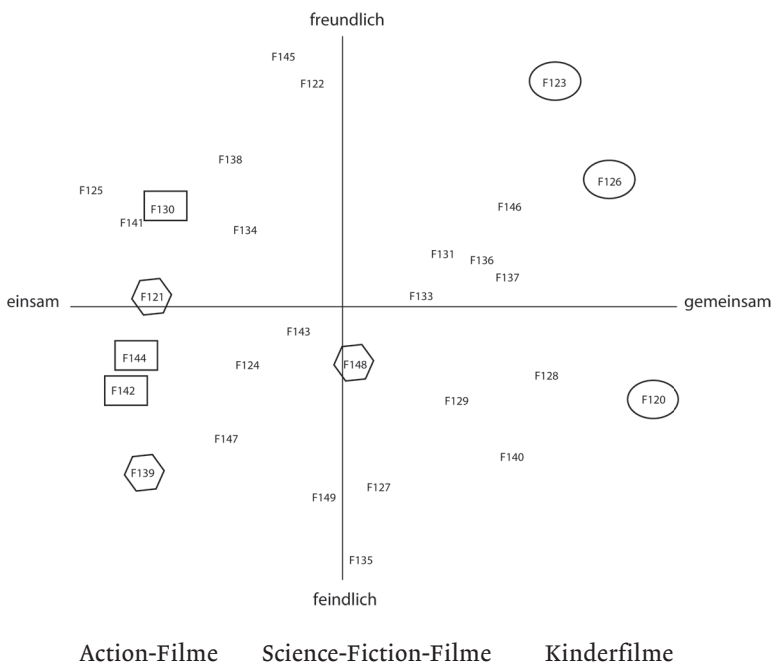 freundlich
F145
F122
F123
F138
F125
F126
F130
F146
F141
F134
F131
F136
F137
F121
F133
einsam
gemeinsam
F143
F144
F124
F148
F128
F142
F129
F120
F147
F140
F139
F127
F149
F135
feindlich
Action-Filme Science-Fiction-Filme Kinderfilme